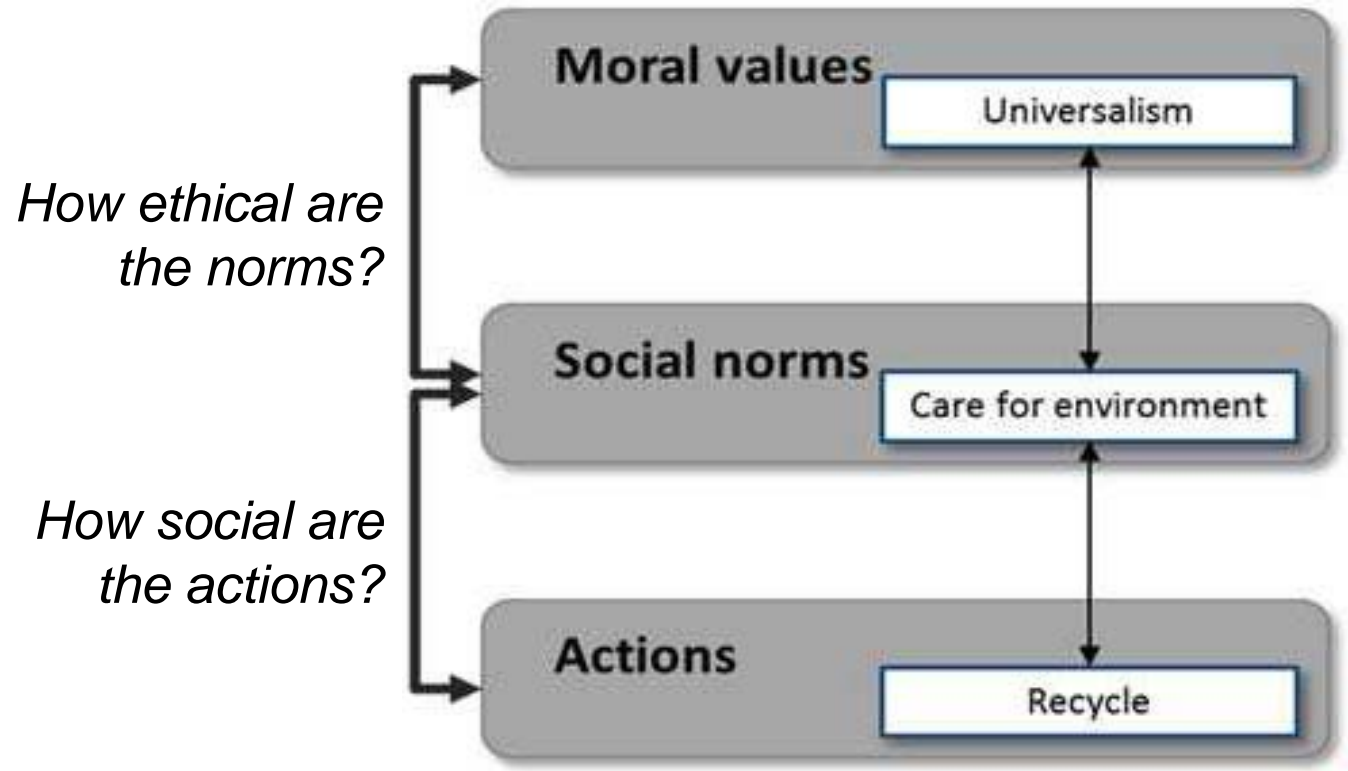 Moral values
Universalism
How ethical are
the norms?
Social norms
Care for environment
How social are
the actions?
Actions
Recycle